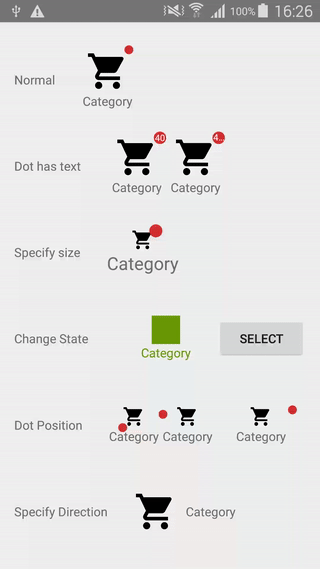 100% 16:26
Normal
Category
Dot has text
40 4...
Category Category
Specify size
Category
Change State
Category
SELECT
Dot Position
Category Category Category
Specify Direction Category